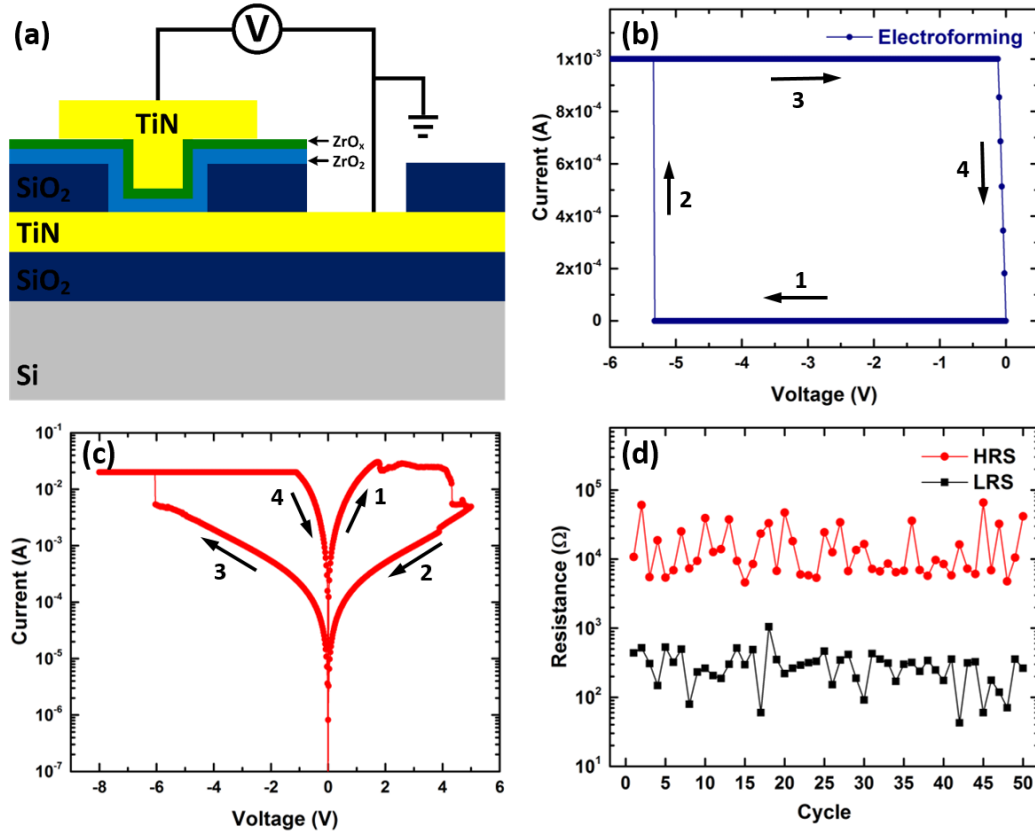 (a)
V
TiN
ZrOₓ
ZrO₂
SiO₂
TiN
SiO₂
Si
(b)
Electroforming
1x10⁻³
8x10⁻⁴
6x10⁻⁴
4x10⁻⁴
2x10⁻⁴
0
Current (A)
3
4
2
1
-6 -5 -4 -3 -2 -1 0
Voltage (V)
(c)
10⁻¹
10⁻²
10⁻³
10⁻⁴
10⁻⁵
10⁻⁶
10⁻⁷
Current (A)
4
1
3
2
-8 -6 -4 -2 0 2 4 6
Voltage (V)
(d)
HRS
LRS
10⁶
10⁵
10⁴
10³
10²
10¹
Resistance (Ω)
0 5 10 15 20 25 30 35 40 45 50
Cycle